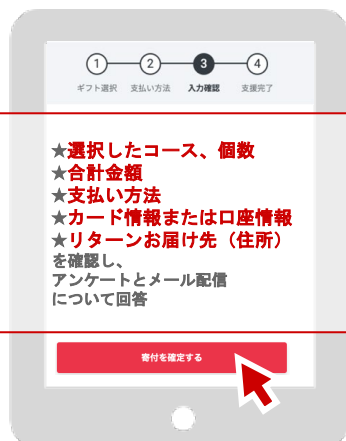 1 2 3 4
ギフト選択 支払い方法 入力確認 支援完了
★選択したコース、個数
★合計金額
★支払い方法
★カード情報または口座情報
★リターンお届け先（住所）
を確認し、
アンケートとメール配信
について回答
寄付を確定する